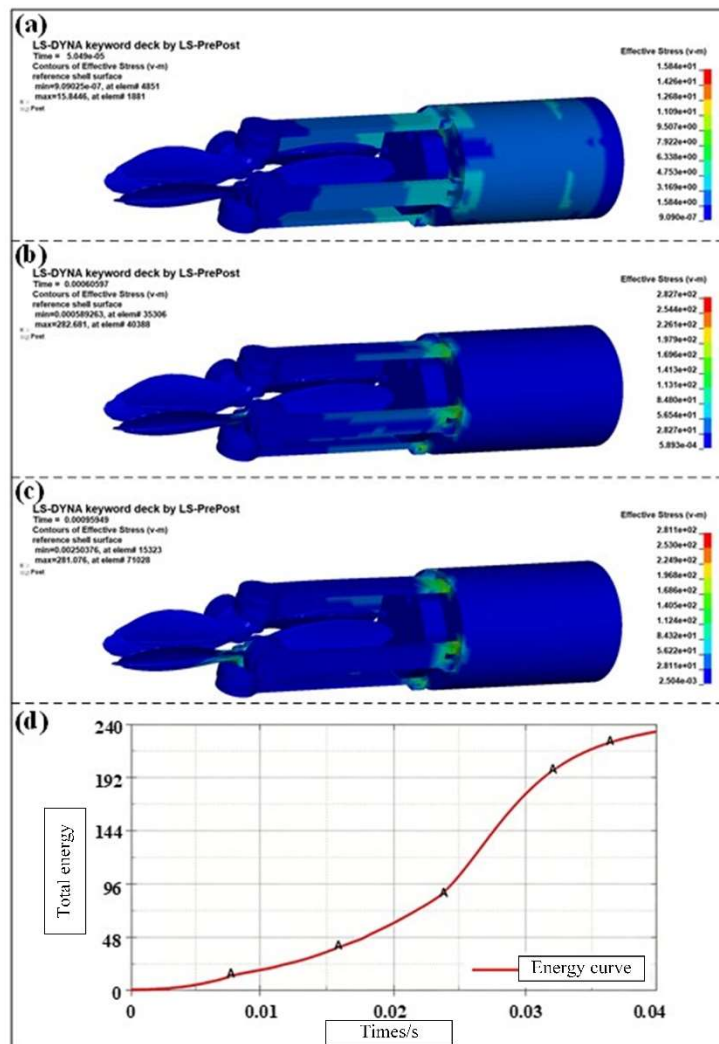 (a)
LS-DYNA keyword deck by LS-PrePost
Time = 5.049e-05
Contours of Effective Stress (v-m)
reference shell surface
min=9.09025e-07, at elem# 4851
max=15.8446, at elem# 1881
Post
Effective Stress (v-m)
1.584e+01
1.426e+01
1.268e+01
1.109e+01
9.507e+00
7.922e+00
6.338e+00
4.753e+00
3.169e+00
1.584e+00
9.090e-07
(b)
LS-DYNA keyword deck by LS-PrePost
Time = 0.00060597
Contours of Effective Stress (v-m)
reference shell surface
min=0.000589263, at elem# 35306
max=282.681, at elem# 40388
Post
Effective Stress (v-m)
2.827e+02
2.544e+02
2.261e+02
1.979e+02
1.696e+02
1.413e+02
1.131e+02
8.480e+01
5.654e+01
2.827e+01
5.893e-04
(c)
LS-DYNA keyword deck by LS-PrePost
Time = 0.00095949
Contours of Effective Stress (v-m)
reference shell surface
min=0.00250376, at elem# 15323
max=281.076, at elem# 71028
Post
Effective Stress (v-m)
2.811e+02
2.530e+02
2.249e+02
1.968e+02
1.686e+02
1.405e+02
1.124e+02
8.432e+01
5.622e+01
2.811e+01
2.504e-03
(d)
240
192
144
96
48
0
Total energy
A
A
A
A
A
Energy curve
0
0.01
0.02
0.03
0.04
Times/s